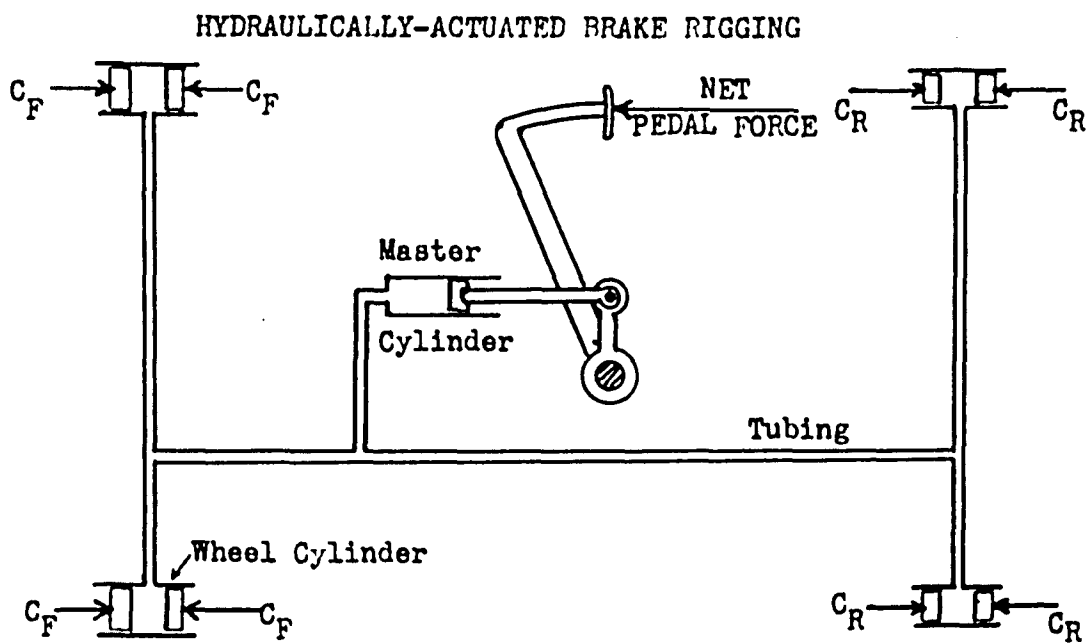 HYDRAULICALLY-ACTUATED BRAKE RIGGING
C_F C_F
NET
PEDAL FORCE
C_R C_R
Master
Cylinder
Tubing
Wheel Cylinder
C_F C_F
C_R C_R